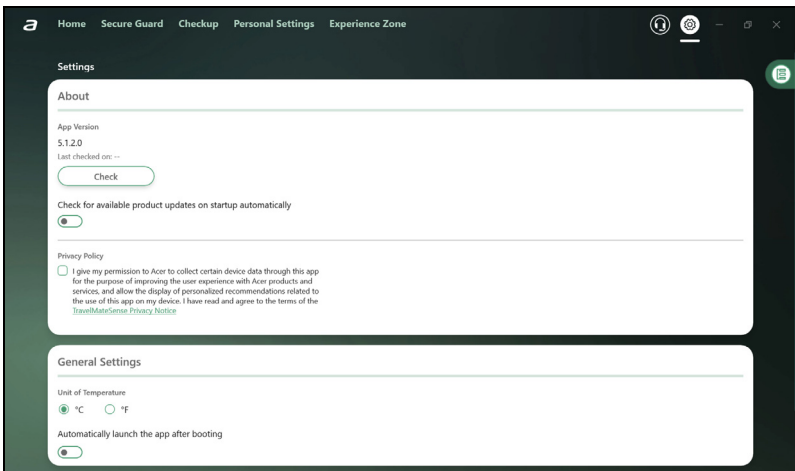 a Home Secure Guard Checkup Personal Settings Experience Zone
Settings
About
App Version
5.1.2.0
Last checked on: --
Check
Check for available product updates on startup automatically
Privacy Policy
I give my permission to Acer to collect certain device data through this app
for the purpose of improving the user experience with Acer products and
services, and allow the display of personalized recommendations related to
the use of this app on my device. I have read and agree to the terms of the
TravelMateSense Privacy Notice
General Settings
Unit of Temperature
°C °F
Automatically launch the app after booting